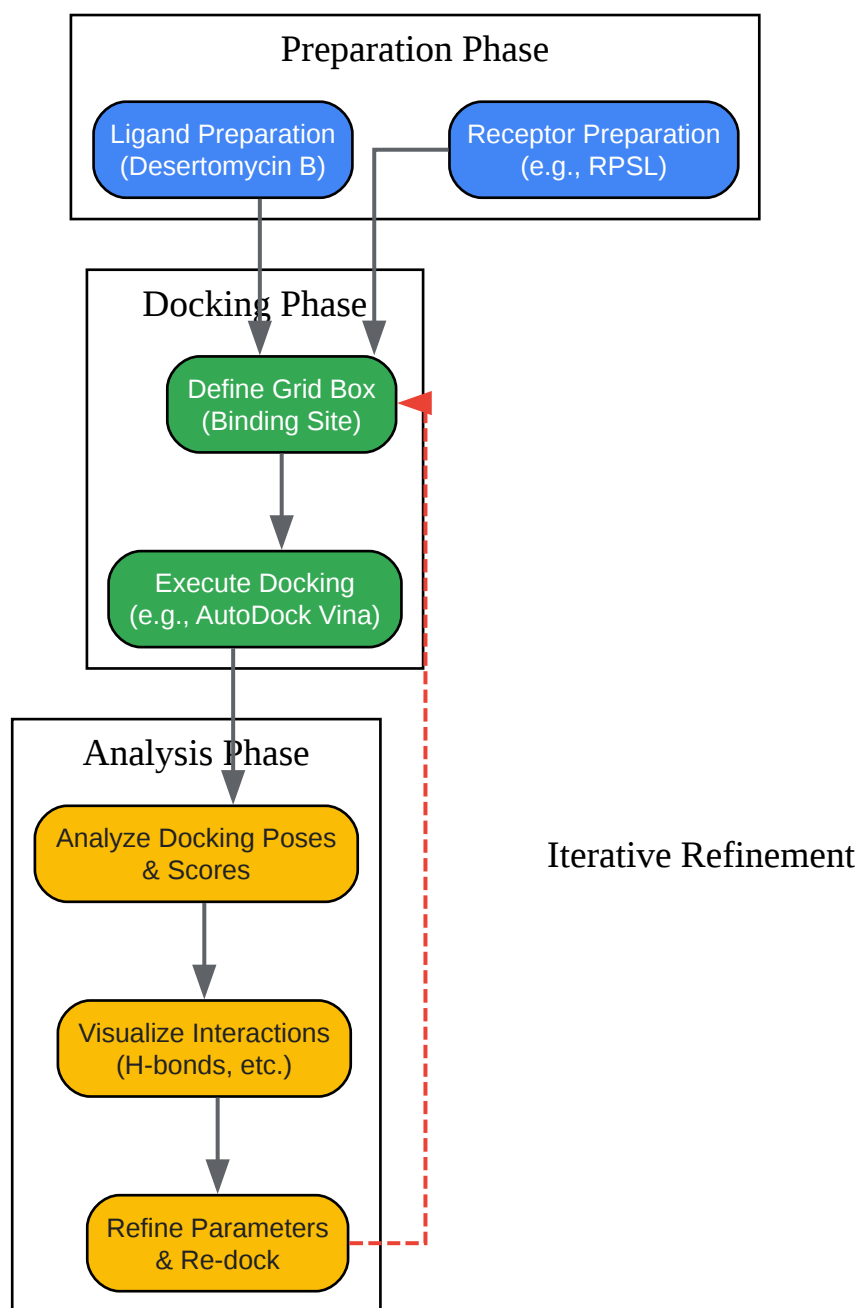 Preparation Phase
Ligand Preparation
(Desertomycin B)
Receptor Preparation
(e.g., RPSL)
Docking Phase
Define Grid Box
(Binding Site)
Execute Docking
(e.g., AutoDock Vina)
Analysis Phase
Analyze Docking Poses
& Scores
Iterative Refinement
Visualize Interactions
(H-bonds, etc.)
Refine Parameters
& Re-dock